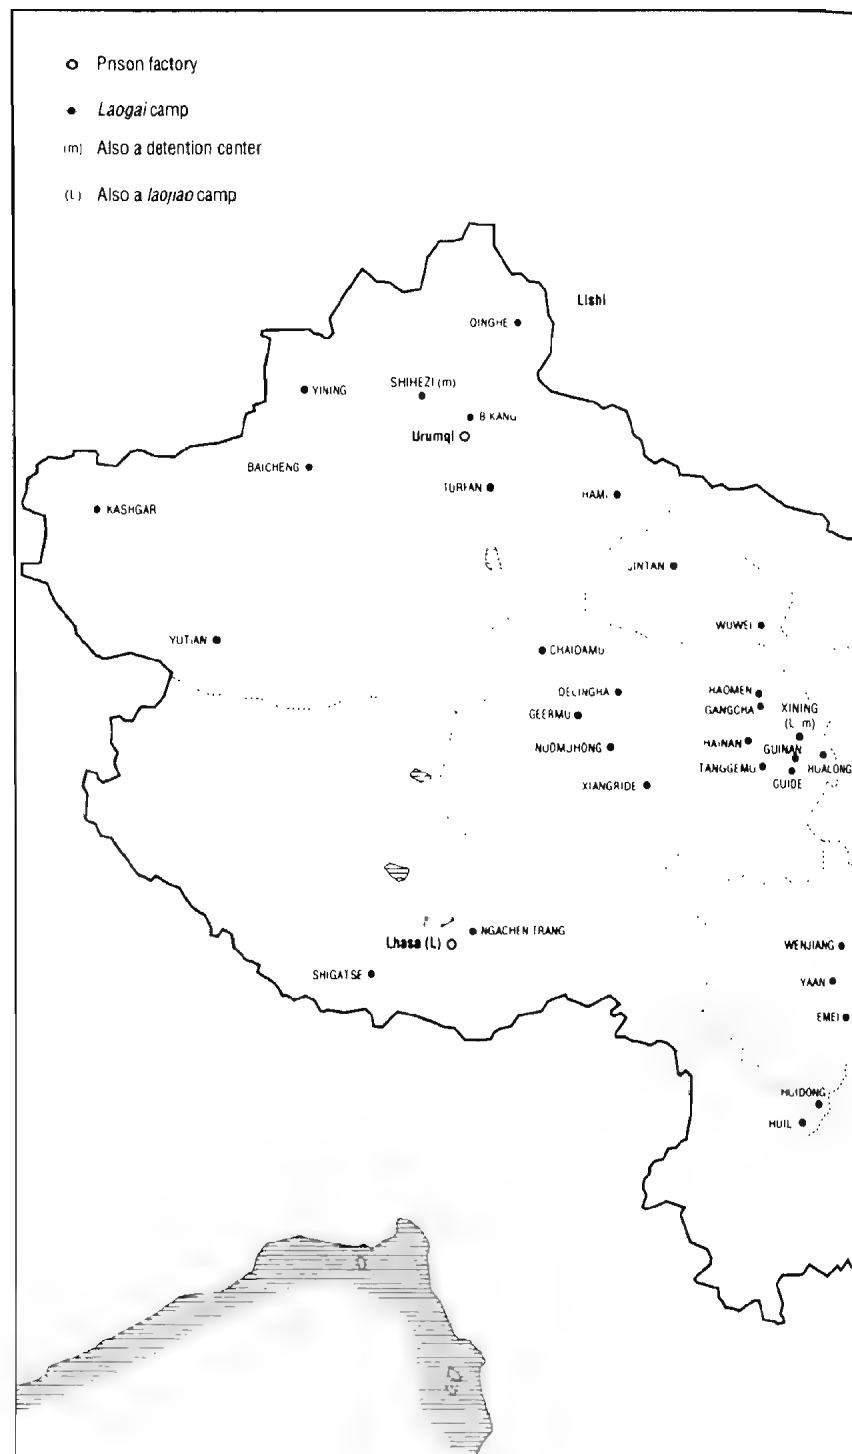 Prison factory
Laogai camp
(m) Also a detention center
(L) Also a laojiao camp
Lishi
QINGHE
SHIHEZI (m)
YINING
B KANG
Urumqi
BAICHENG
TURFAN
HAMI
KASHGAR
JINTAN
WUWEI
YUTIAN
CHAIDAMU
DELINGHA
HAOMEN
GEERMU
GANGCHA
XINING
(L m)
NUOMUHONG
HAINAN
GUINAN
HUALONG
TANGGEMU
GUIDE
XIANGRIDE
NGACHEN TRANG
Lhasa (L)
WENJIANG
SHIGATSE
YAAN
EMEI
HUIDONG
HUIL